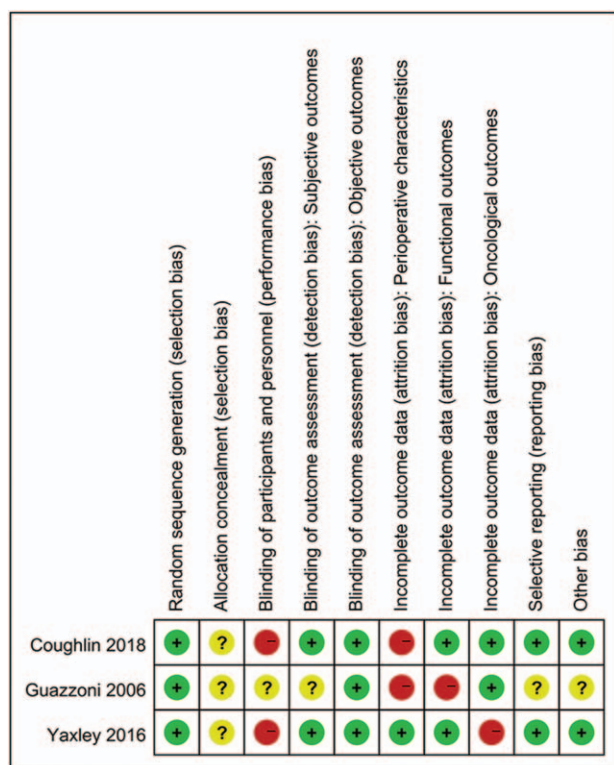 Random sequence generation (selection bias)
Allocation concealment (selection bias)
Blinding of participants and personnel (performance bias)
Blinding of outcome assessment (detection bias): Subjective outcomes
Blinding of outcome assessment (detection bias): Objective outcomes
Incomplete outcome data (attrition bias): Perioperative characteristics
Incomplete outcome data (attrition bias): Functional outcomes
Incomplete outcome data (attrition bias): Oncological outcomes
Selective reporting (reporting bias)
Other bias
Coughlin 2018 + ? - + + - + + + +
Guazzoni 2006 + ? ? ? + - - + ? ?
Yaxley 2016 + ? - + + + + - + +